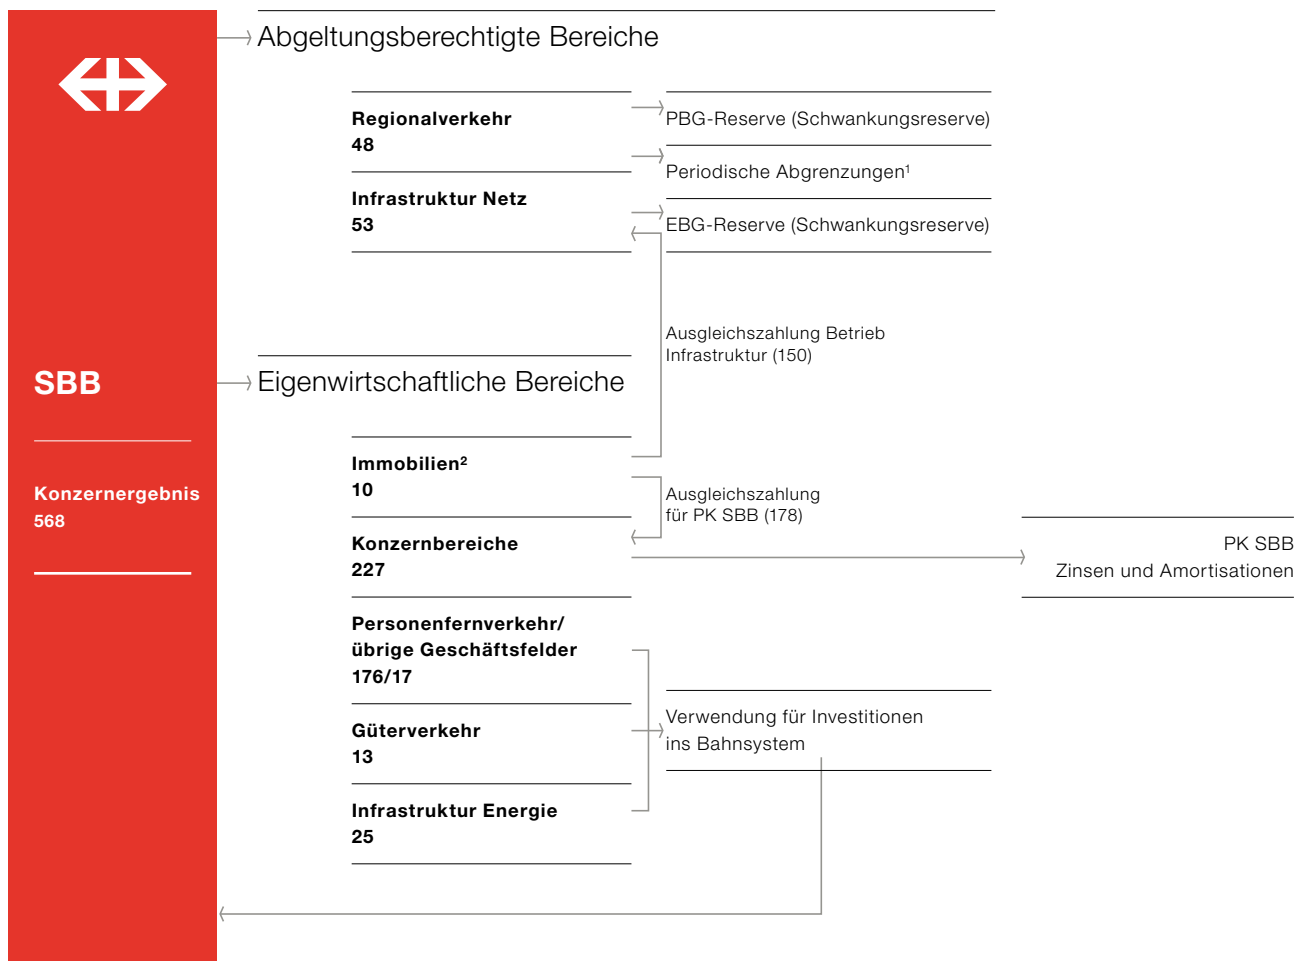 Abgeltungsberechtigte Bereiche
Regionalverkehr
48
PBG-Reserve (Schwankungsreserve)
Periodische Abgrenzungen¹
Infrastruktur Netz
53
EBG-Reserve (Schwankungsreserve)
Ausgleichszahlung Betrieb
Infrastruktur (150)
SBB
Eigenwirtschaftliche Bereiche
Konzernergebnis
568
Immobilien²
10
Ausgleichszahlung
für PK SBB (178)
Konzernbereiche
227
PK SBB
Zinsen und Amortisationen
Personenfernverkehr/
übrige Geschäftsfelder
176/17
Verwendung für Investitionen
ins Bahnsystem
Güterverkehr
13
Infrastruktur Energie
25